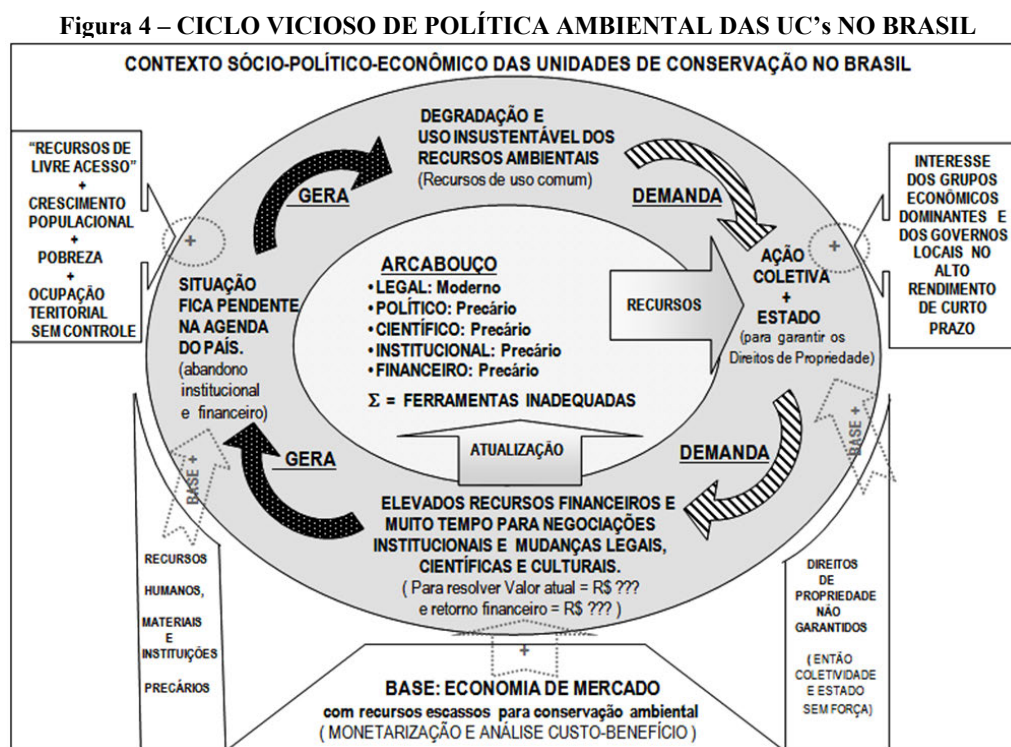 Figura 4 – CICLO VICIOSO DE POLÍTICA AMBIENTAL DAS UC's NO BRASIL
CONTEXTO SÓCIO-POLÍTICO-ECONÔMICO DAS UNIDADES DE CONSERVAÇÃO NO BRASIL
DEGRADAÇÃO E
USO INSUSTENTÁVEL DOS
RECURSOS AMBIENTAIS
(Recursos de uso comum)
"RECURSOS DE
LIVRE ACESSO"
+
CRESCIMENTO
POPULACIONAL
+
POBREZA
+
OCUPAÇÃO
TERITORIAL
SEM CONTROLE
+
GERA
DEMANDA
+
INTERESSE
DOS GRUPOS
ECONÔMICOS
DOMINANTES E
DOS GOVERNOS
LOCAIS NO
ALTO
RENDIMENTO
DE CURTO
PRAZO
SITUAÇÃO
FICA PENDENTE
NA AGENDA
DO PAÍS.
(abandono
institucional
e financeiro)
ARCABOUÇO
• LEGAL: Moderno
• POLÍTICO: Precário
• CIENTÍFICO: Precário
• INSTITUCIONAL: Precário
• FINANCEIRO: Precário
Σ = FERRAMENTAS INADEQUADAS
RECURSOS
AÇÃO
COLETIVA
+
ESTADO
(para garantir os
Direitos de Propriedade)
BASE +
GERA
ATUALIZAÇÃO
DEMANDA
BASE +
ELEVADOS RECURSOS FINANCEIROS E
MUITO TEMPO PARA NEGOCIAÇÕES
INSTITUCIONAIS E MUDANÇAS LEGAIS,
CIENTÍFICAS E CULTURAIS.
( Para resolver Valor atual = R$ ???
e retorno financeiro = R$ ??? )
RECURSOS
HUMANOS,
MATERIAIS E
INSTITUIÇÕES
PRECÁRIOS
DIREITOS
DE
PROPRIEDADE
NÃO
GARANTIDOS
( ENTÃO
COLETIVIDADE
E ESTADO
SEM FORÇA)
+
BASE: ECONOMIA DE MERCADO
com recursos escassos para conservação ambiental
( MONETARIZAÇÃO E ANÁLISE CUSTO-BENEFÍCIO )